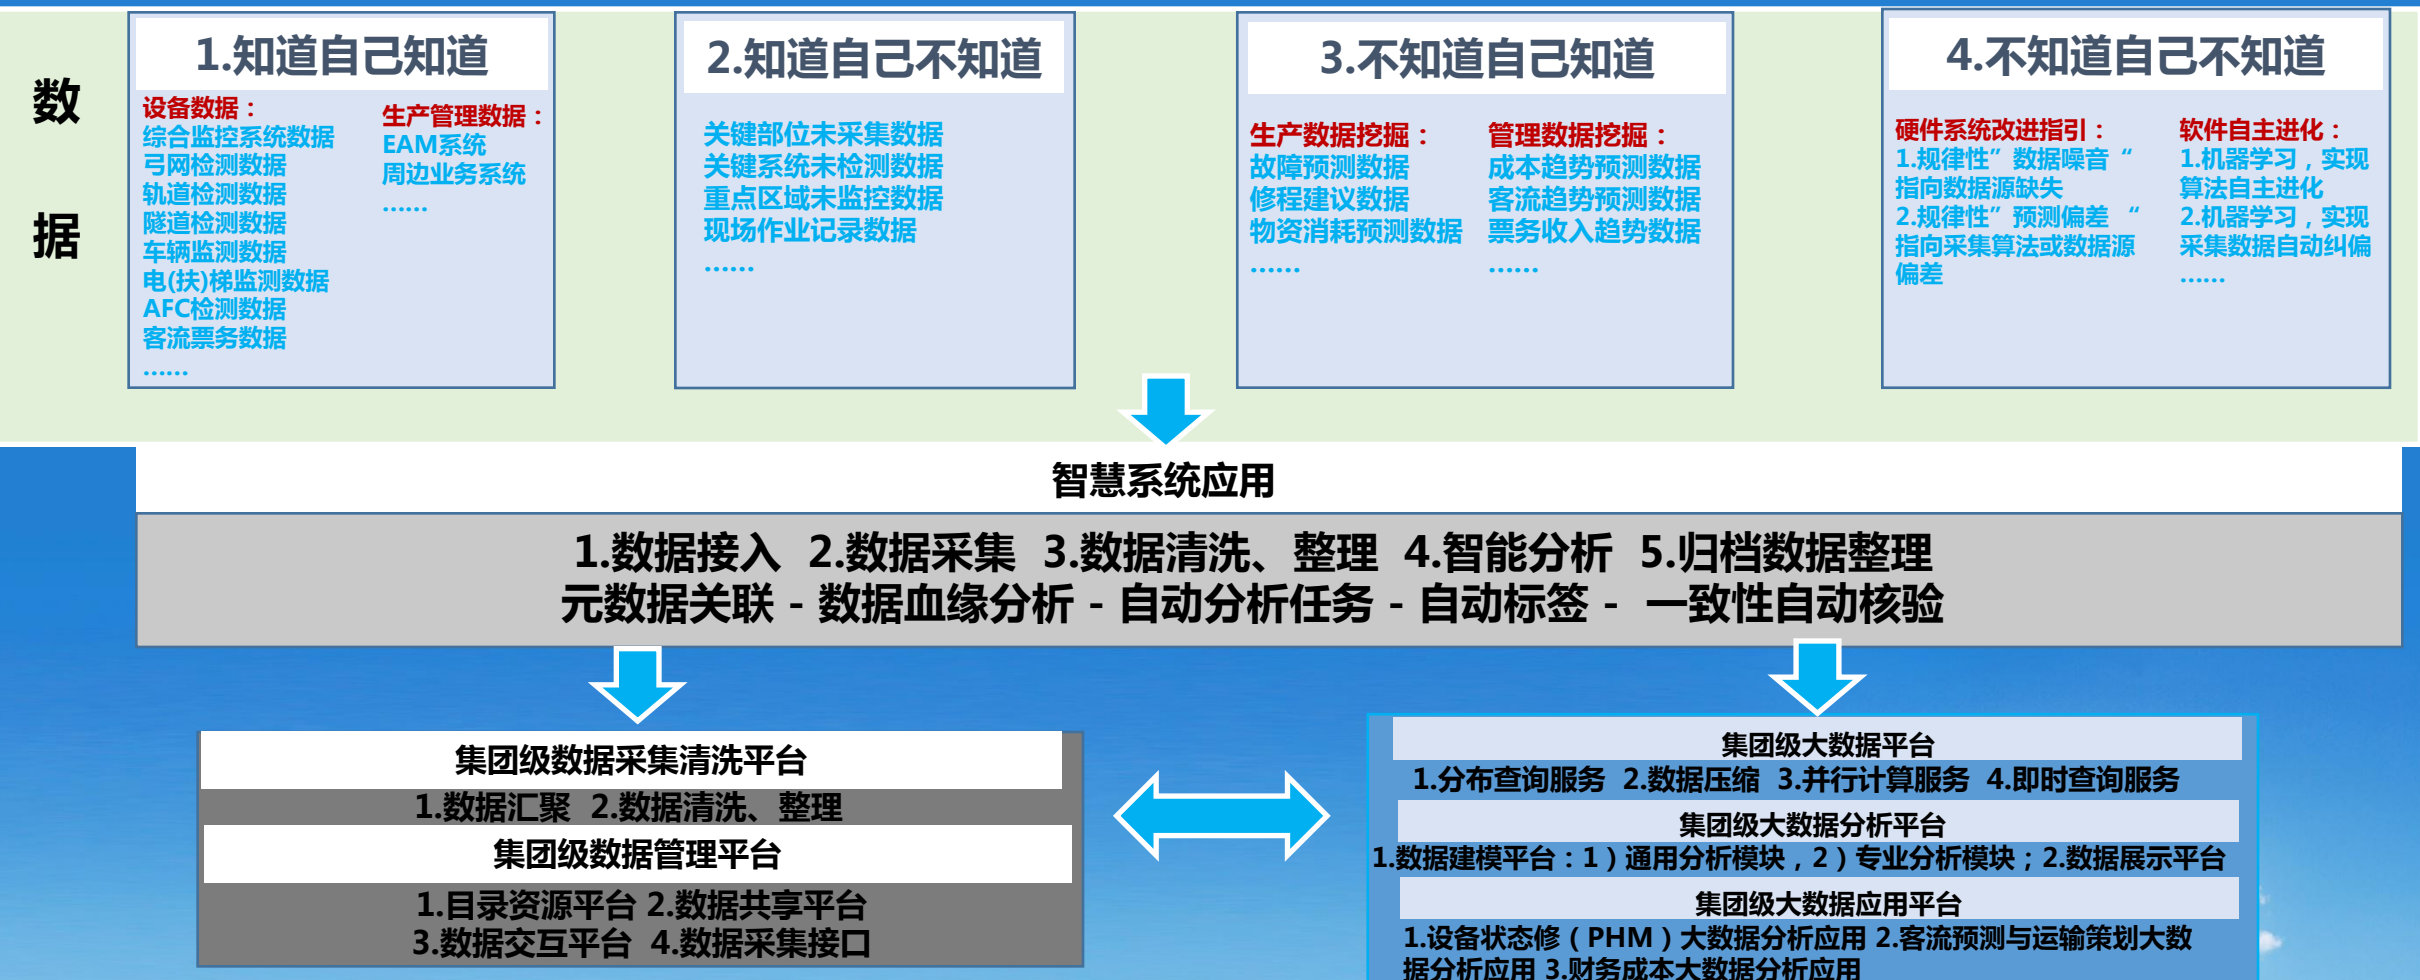 数
据
1.知道自己知道
设备数据：
综合监控系统数据
弓网检测数据
轨道检测数据
隧道检测数据
车辆监测数据
电(扶)梯监测数据
AFC检测数据
客流票务数据
……
生产管理数据：
EAM系统
周边业务系统
……
2.知道自己不知道
关键部位未采集数据
关键系统未检测数据
重点区域未监控数据
现场作业记录数据
……
3.不知道自己知道
生产数据挖掘：
故障预测数据
修程建议数据
物资消耗预测数据
……
管理数据挖掘：
成本趋势预测数据
客流趋势预测数据
票务收入趋势数据
……
4.不知道自己不知道
硬件系统改进指引：
1.规律性”数据噪音“
指向数据源缺失
2.规律性”预测偏差 “
指向采集算法或数据源
偏差
软件自主进化：
1.机器学习，实现
算法自主进化
2.机器学习，实现
采集数据自动纠偏
……
智慧系统应用
1.数据接入 2.数据采集 3.数据清洗、整理 4.智能分析 5.归档数据整理
元数据关联 - 数据血缘分析 - 自动分析任务 - 自动标签 - 一致性自动核验
集团级数据采集清洗平台
1.数据汇聚 2.数据清洗、整理
集团级数据管理平台
1.目录资源平台 2.数据共享平台
3.数据交互平台 4.数据采集接口
集团级大数据平台
1.分布查询服务 2.数据压缩 3.并行计算服务 4.即时查询服务
集团级大数据分析平台
1.数据建模平台：1）通用分析模块，2）专业分析模块；2.数据展示平台
集团级大数据应用平台
1.设备状态修（PHM）大数据分析应用 2.客流预测与运输策划大数
据分析应用 3.财务成本大数据分析应用